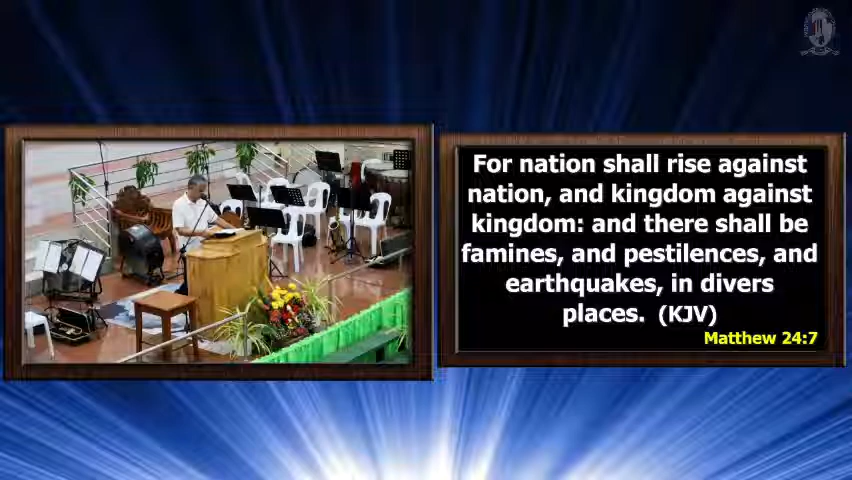 For nation shall rise against
nation, and kingdom against
kingdom: and there shall be
famines, and pestilences, and
earthquakes, in divers
places. (KJV)
Matthew 24:7